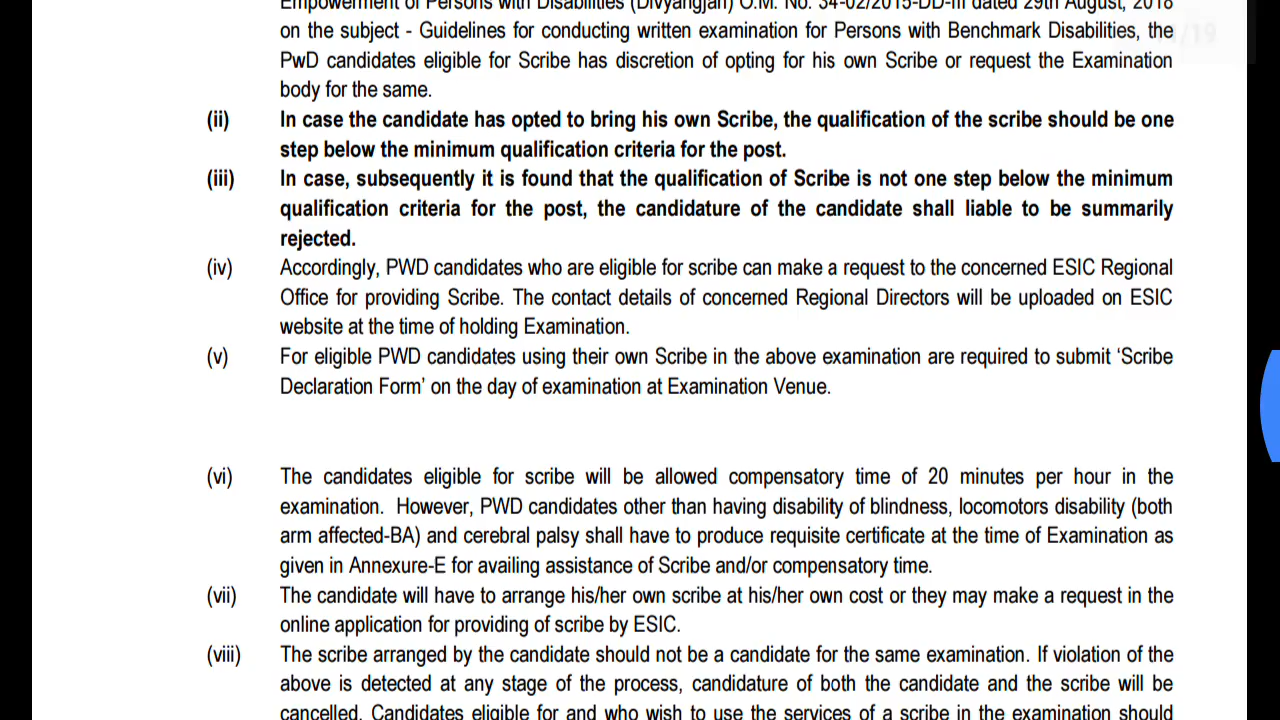 Empowerment of Persons with Disabilities (Divyangjan) O.M. No. 34-02/2015-DD-III dated 29th August, 2018
on the subject - Guidelines for conducting written examination for Persons with Benchmark Disabilities, the
PwD candidates eligible for Scribe has discretion of opting for his own Scribe or request the Examination
body for the same.
(ii) In case the candidate has opted to bring his own Scribe, the qualification of the scribe should be one
step below the minimum qualification criteria for the post.
(iii) In case, subsequently it is found that the qualification of Scribe is not one step below the minimum
qualification criteria for the post, the candidature of the candidate shall liable to be summarily
rejected.
(iv) Accordingly, PWD candidates who are eligible for scribe can make a request to the concerned ESIC Regional
Office for providing Scribe. The contact details of concerned Regional Directors will be uploaded on ESIC
website at the time of holding Examination.
(v) For eligible PWD candidates using their own Scribe in the above examination are required to submit ‘Scribe
Declaration Form’ on the day of examination at Examination Venue.
(vi) The candidates eligible for scribe will be allowed compensatory time of 20 minutes per hour in the
examination. However, PWD candidates other than having disability of blindness, locomotors disability (both
arm affected-BA) and cerebral palsy shall have to produce requisite certificate at the time of Examination as
given in Annexure-E for availing assistance of Scribe and/or compensatory time.
(vii) The candidate will have to arrange his/her own scribe at his/her own cost or they may make a request in the
online application for providing of scribe by ESIC.
(viii) The scribe arranged by the candidate should not be a candidate for the same examination. If violation of the
above is detected at any stage of the process, candidature of both the candidate and the scribe will be
cancelled. Candidates eligible for and who wish to use the services of a scribe in the examination should